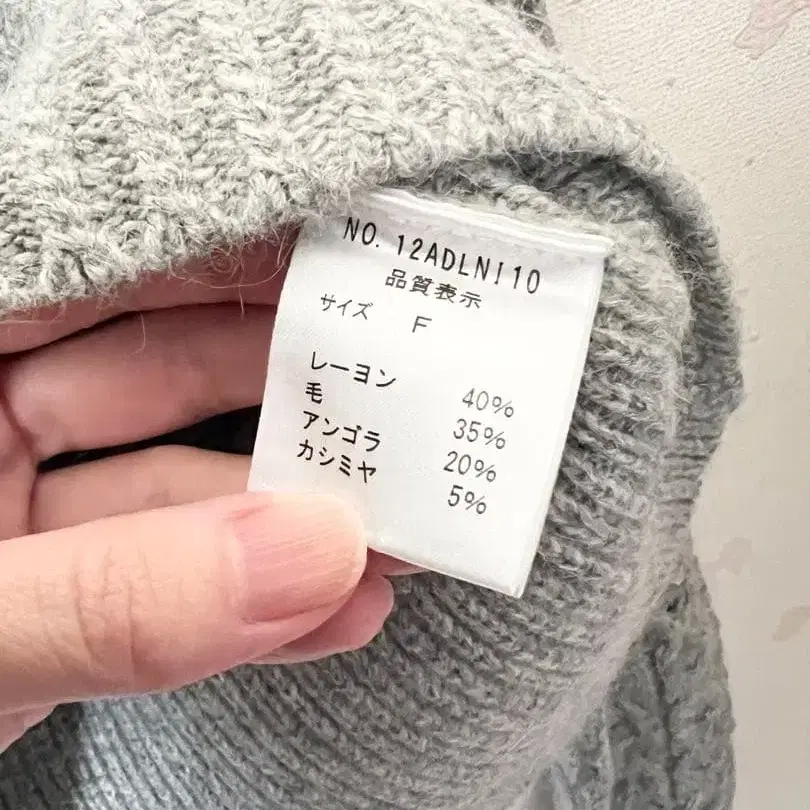 NO. 12ADLNI10
品質表示
サイズ F
レーヨン 40%
毛 35%
アンゴラ 20%
カシミヤ 5%